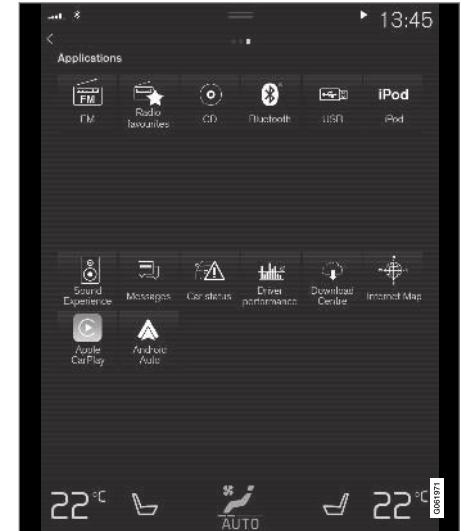 13:45
Applications
FM
iPod
FM
Radio
favourites
CD
Bluetooth
USB
iPod
Sound
Experience
Messages
Car status
Driver
performance
Download
Centre
Internet Map
Apple
CarPlay
Android
Auto
22°C
AUTO
22°C
G061971